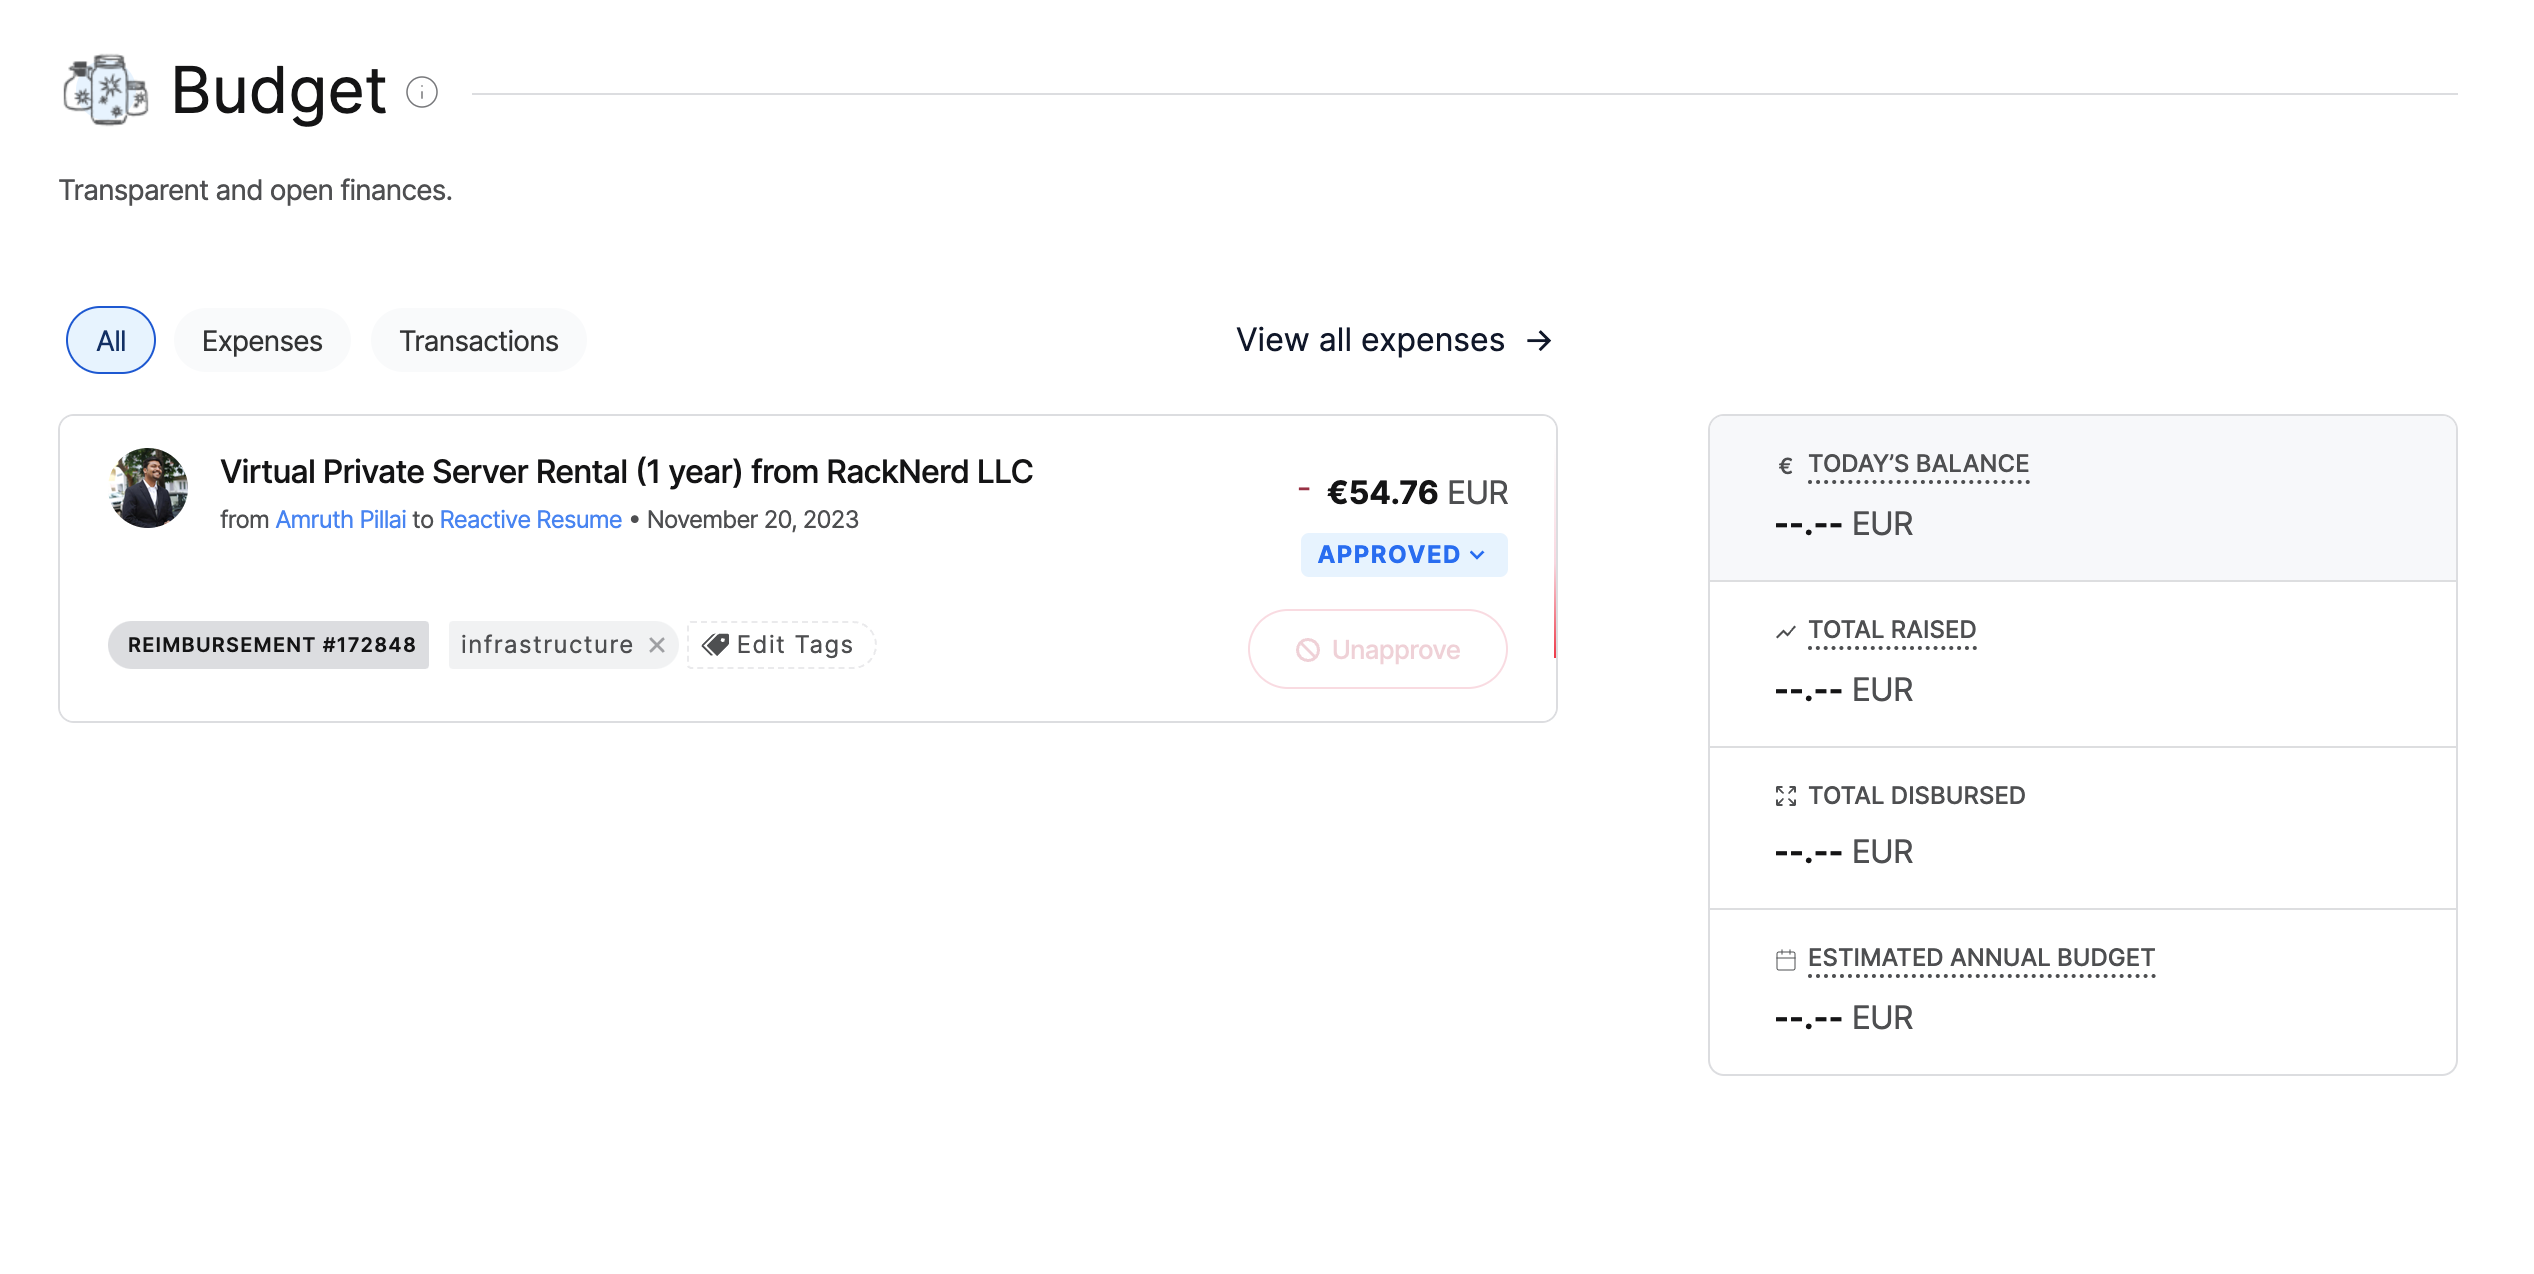 Budget
Transparent and open finances.
All
Expenses
Transactions
View all expenses →
Virtual Private Server Rental (1 year) from RackNerd LLC
from Amruth Pillai to Reactive Resume • November 20, 2023
- €54.76 EUR
APPROVED
REIMBURSEMENT #172848
infrastructure ×
Edit Tags
Unapprove
€ TODAY’S BALANCE
--.-- EUR
TOTAL RAISED
--.-- EUR
TOTAL DISBURSED
--.-- EUR
ESTIMATED ANNUAL BUDGET
--.-- EUR